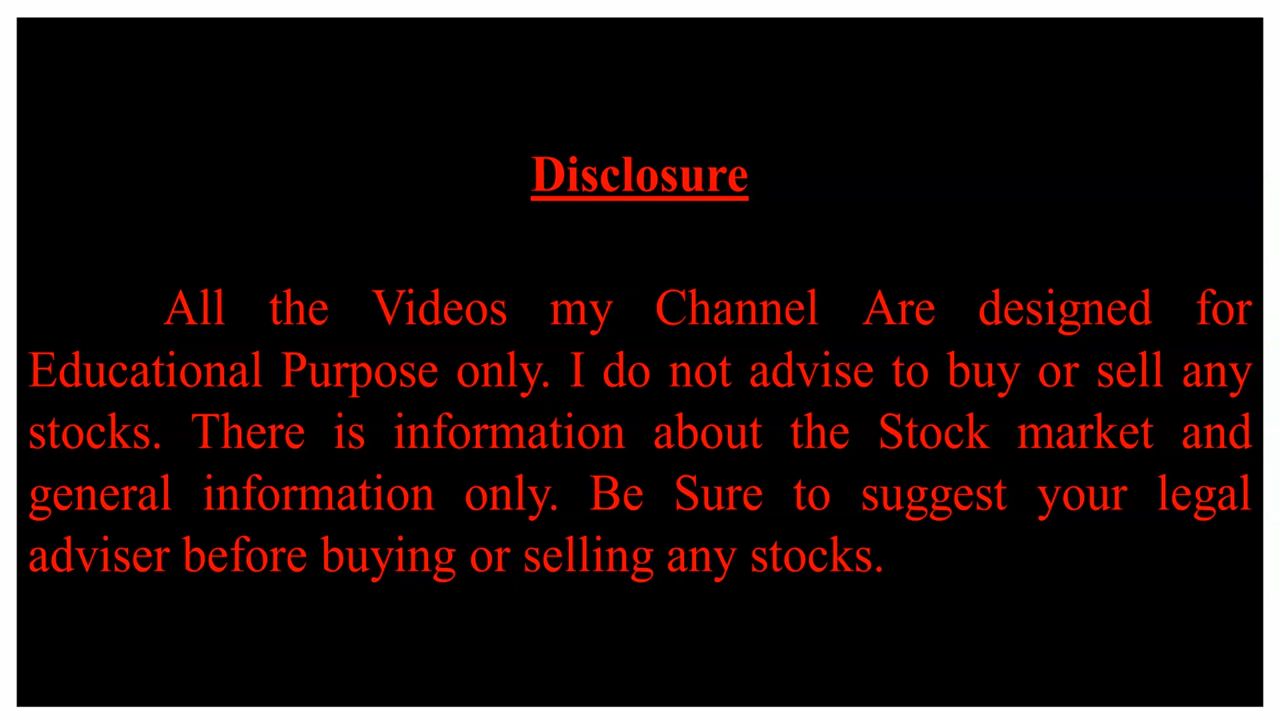 Disclosure
All the Videos my Channel Are designed for
Educational Purpose only. I do not advise to buy or sell any
stocks. There is information about the Stock market and
general information only. Be Sure to suggest your legal
adviser before buying or selling any stocks.